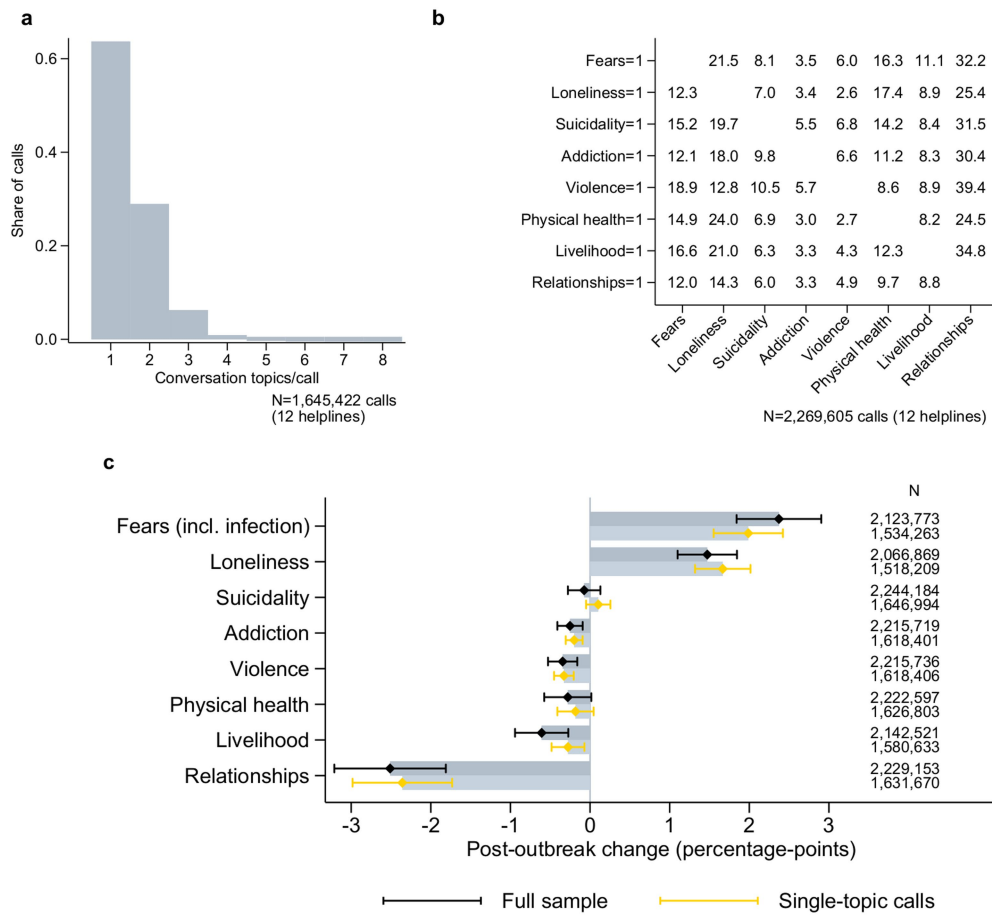 a
Share of calls
0.6
0.4
0.2
0.0
1 2 3 4 5 6 7 8
Conversation topics/call
N=1,645,422 calls
(12 helplines)
b
Fears=1 21.5 8.1 3.5 6.0 16.3 11.1 32.2
Loneliness=1 12.3 7.0 3.4 2.6 17.4 8.9 25.4
Suicidality=1 15.2 19.7 5.5 6.8 14.2 8.4 31.5
Addiction=1 12.1 18.0 9.8 6.6 11.2 8.3 30.4
Violence=1 18.9 12.8 10.5 5.7 8.6 8.9 39.4
Physical health=1 14.9 24.0 6.9 3.0 2.7 8.2 24.5
Livelihood=1 16.6 21.0 6.3 3.3 4.3 12.3 34.8
Relationships=1 12.0 14.3 6.0 3.3 4.9 9.7 8.8
Fears Loneliness Suicidality Addiction Violence Physical health Livelihood Relationships
N=2,269,605 calls (12 helplines)
c
N
Fears (incl. infection) 2,123,773
1,534,263
Loneliness 2,066,869
1,518,209
Suicidality 2,244,184
1,646,994
Addiction 2,215,719
1,618,401
Violence 2,215,736
1,618,406
Physical health 2,222,597
1,626,803
Livelihood 2,142,521
1,580,633
Relationships 2,229,153
1,631,670
-3 -2 -1 0 1 2 3
Post-outbreak change (percentage-points)
Full sample Single-topic calls